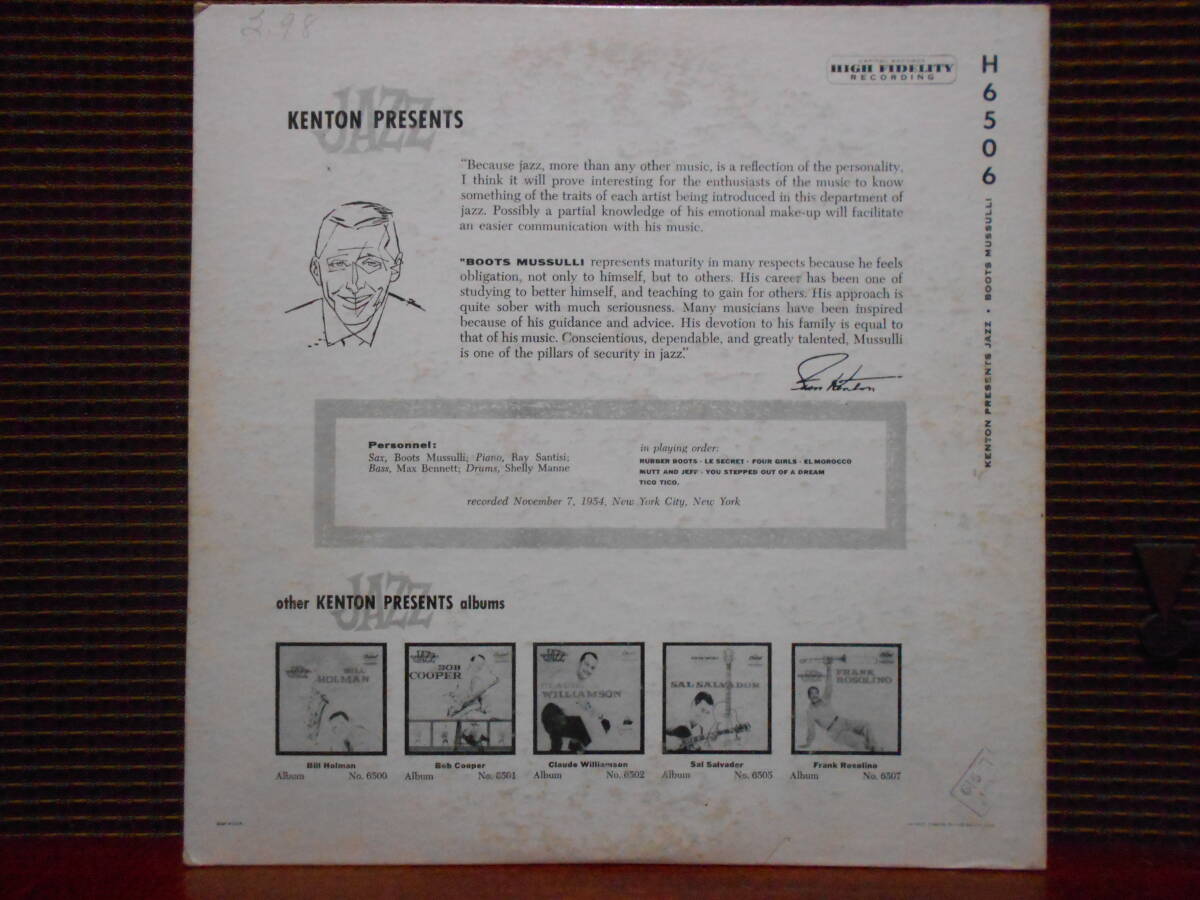 3.98
CAPITOL RECORDS
HIGH FIDELITY
RECORDING
H 6506
KENTON PRESENTS JAZZ • BOOTS MUSSULLI
JAZZ
KENTON PRESENTS
"Because jazz, more than any other music, is a reflection of the personality,
I think it will prove interesting for the enthusiasts of the music to know
something of the traits of each artist being introduced in this department of
jazz. Possibly a partial knowledge of his emotional make-up will facilitate
an easier communication with his music.
"BOOTS MUSSULLI represents maturity in many respects because he feels
obligation, not only to himself, but to others. His career has been one of
studying to better himself, and teaching to gain for others. His approach is
quite sober with much seriousness. Many musicians have been inspired
because of his guidance and advice. His devotion to his family is equal to
that of his music. Conscientious, dependable, and greatly talented, Mussulli
is one of the pillars of security in jazz."
Stan Kenton
Personnel:
Sax, Boots Mussulli; Piano, Ray Santisi;
Bass, Max Bennett; Drums, Shelly Manne
in playing order:
RUBBER BOOTS · LE SECRET · FOUR GIRLS · EL MOROCCO
MUTT AND JEFF · YOU STEPPED OUT OF A DREAM
TICO TICO.
recorded November 7, 1954, New York City, New York
JAZZ
other KENTON PRESENTS albums
BILL
HOLMAN
JAZZ
BOB
COOPER
JAZZ
CLAUDE
WILLIAMSON
SAL SALVADOR
FRANK
ROSOLINO
Bill Holman
Album No. 6500
Bob Cooper
Album No. 6501
Claude Williamson
Album No. 6502
Sal Salvador
Album No. 6505
Frank Rosolino
Album No. 6507